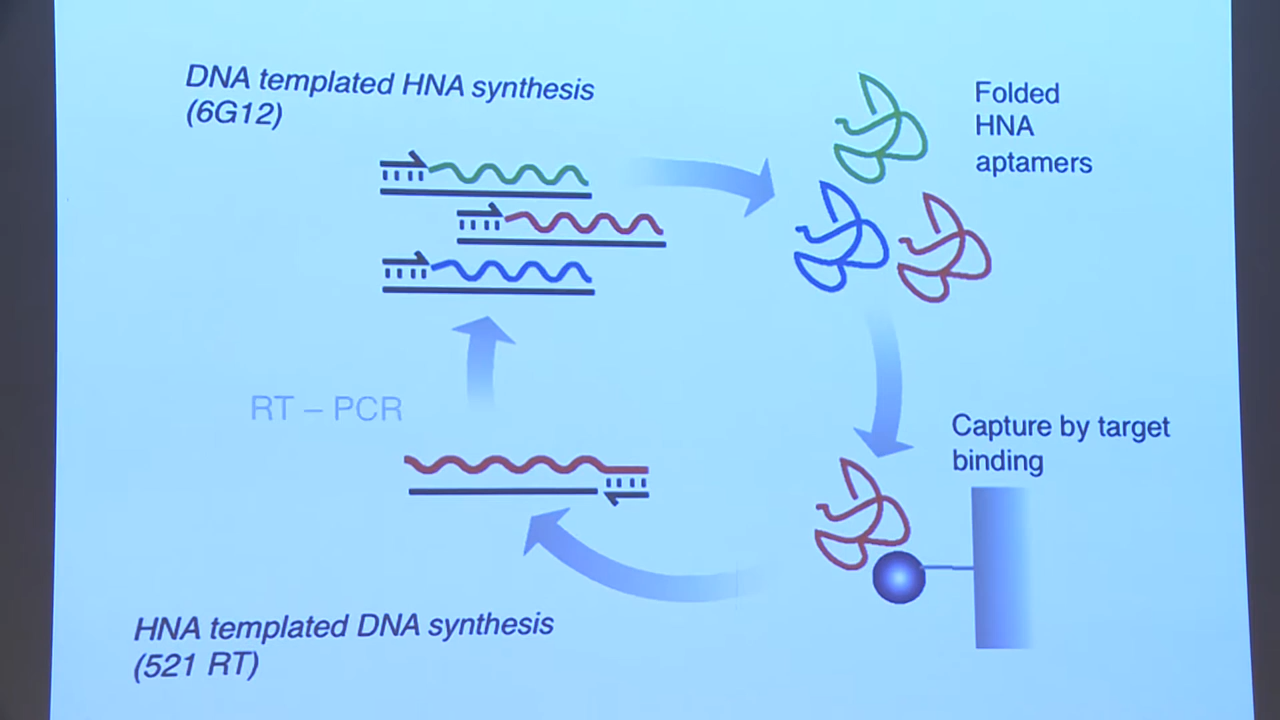 DNA templated HNA synthesis
(6G12)
Folded
HNA
aptamers
RT – PCR
Capture by target
binding
HNA templated DNA synthesis
(521 RT)